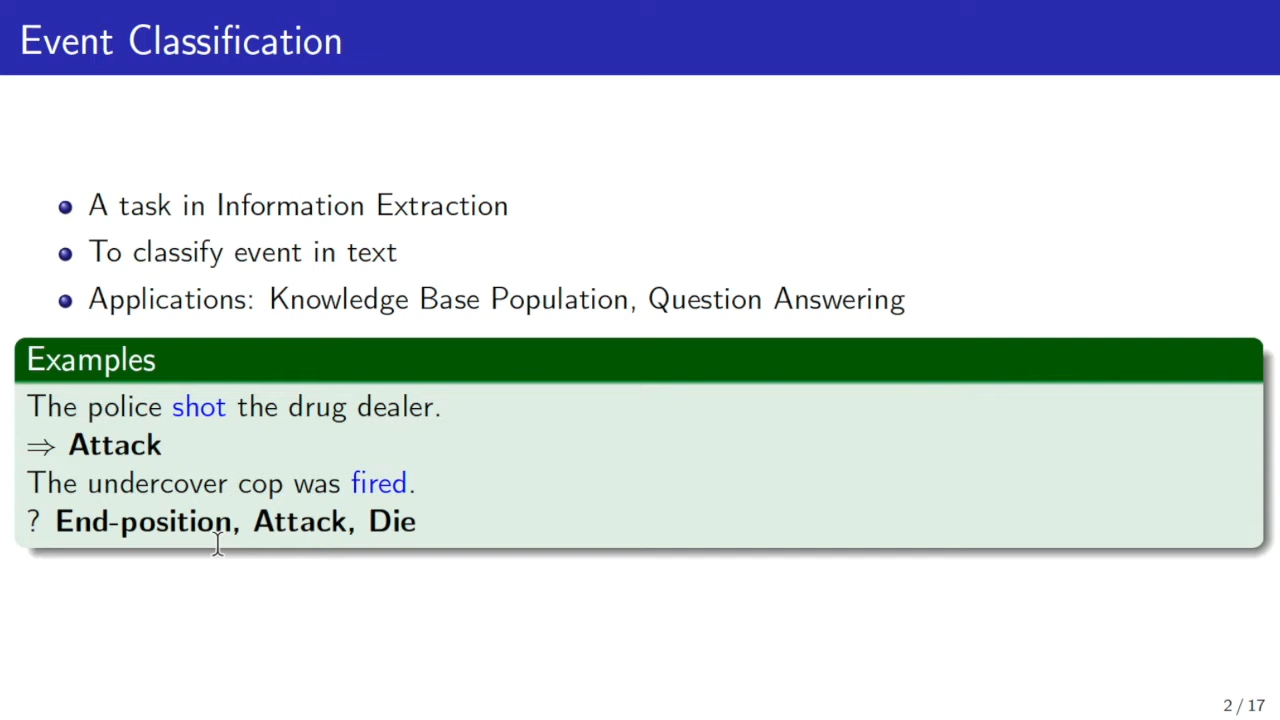 Event Classification
A task in Information Extraction
To classify event in text
Applications: Knowledge Base Population, Question Answering
Examples
The police shot the drug dealer.
⇒ Attack
The undercover cop was fired.
? End-position, Attack, Die
2 / 17